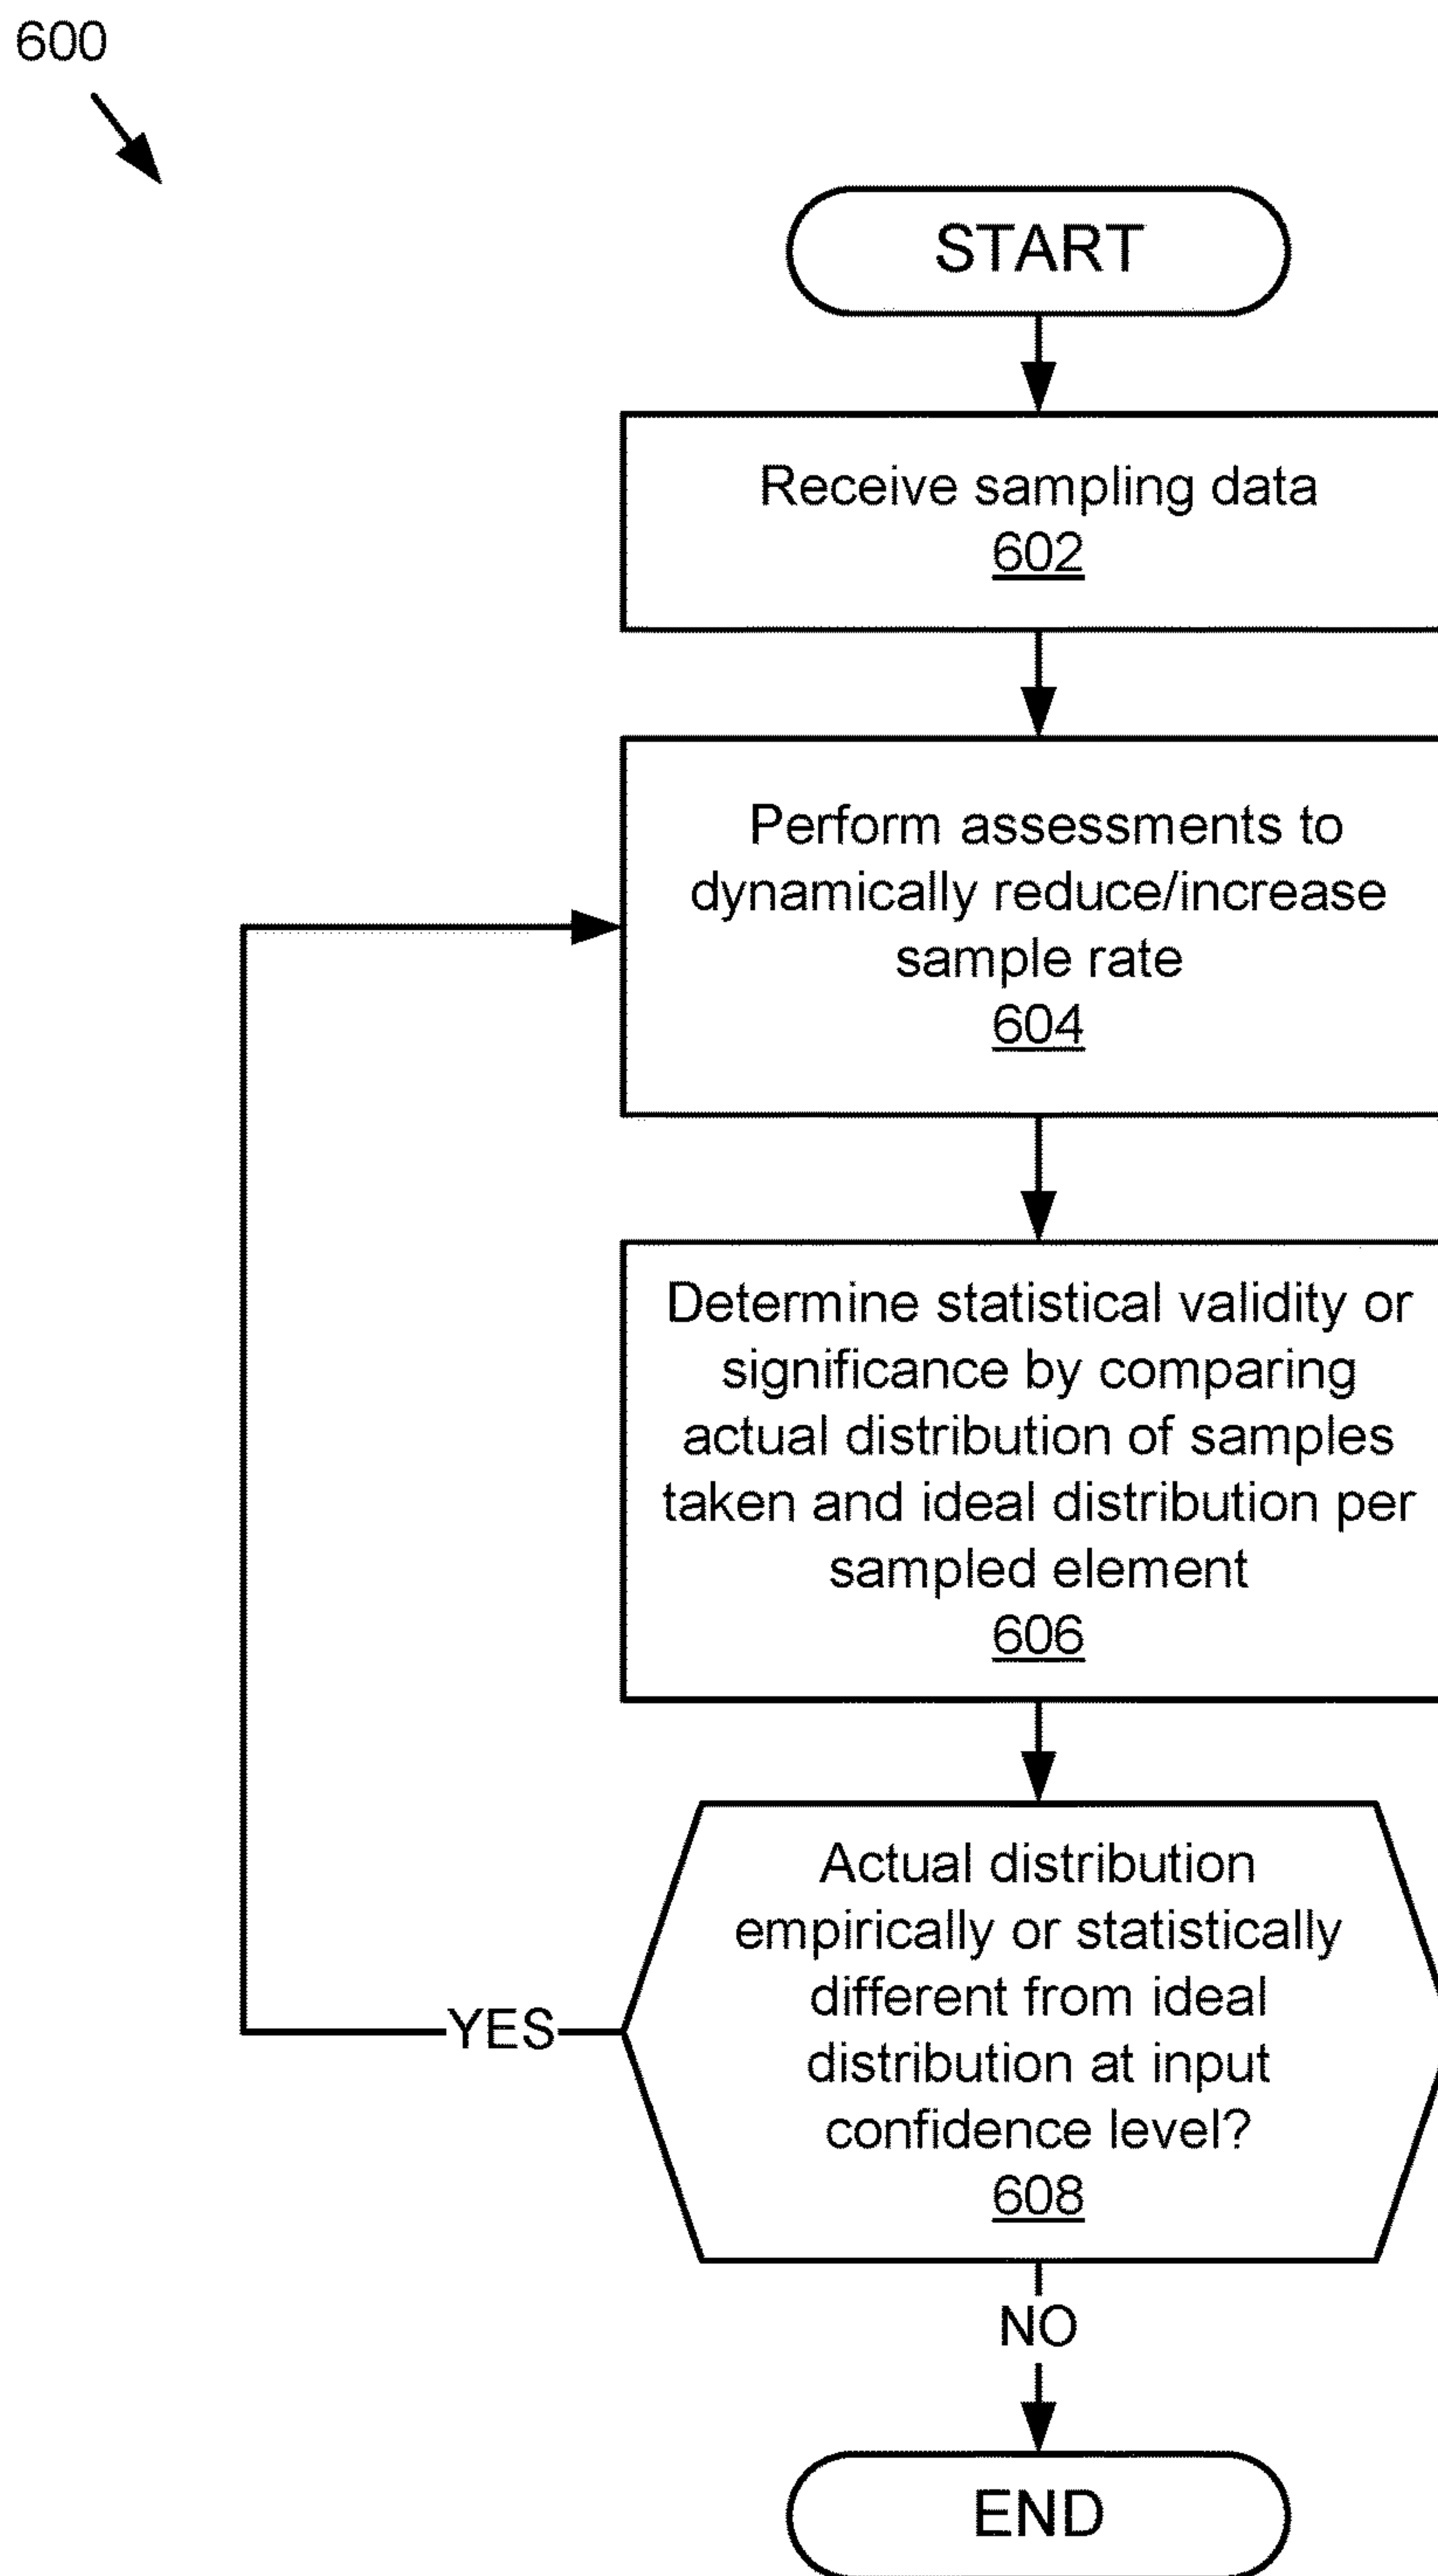 600
START
Receive sampling data
602
Perform assessments to
dynamically reduce/increase
sample rate
604
Determine statistical validity or
significance by comparing
actual distribution of samples
taken and ideal distribution per
sampled element
606
Actual distribution
empirically or statistically
different from ideal
distribution at input
confidence level?
608
YES
NO
END